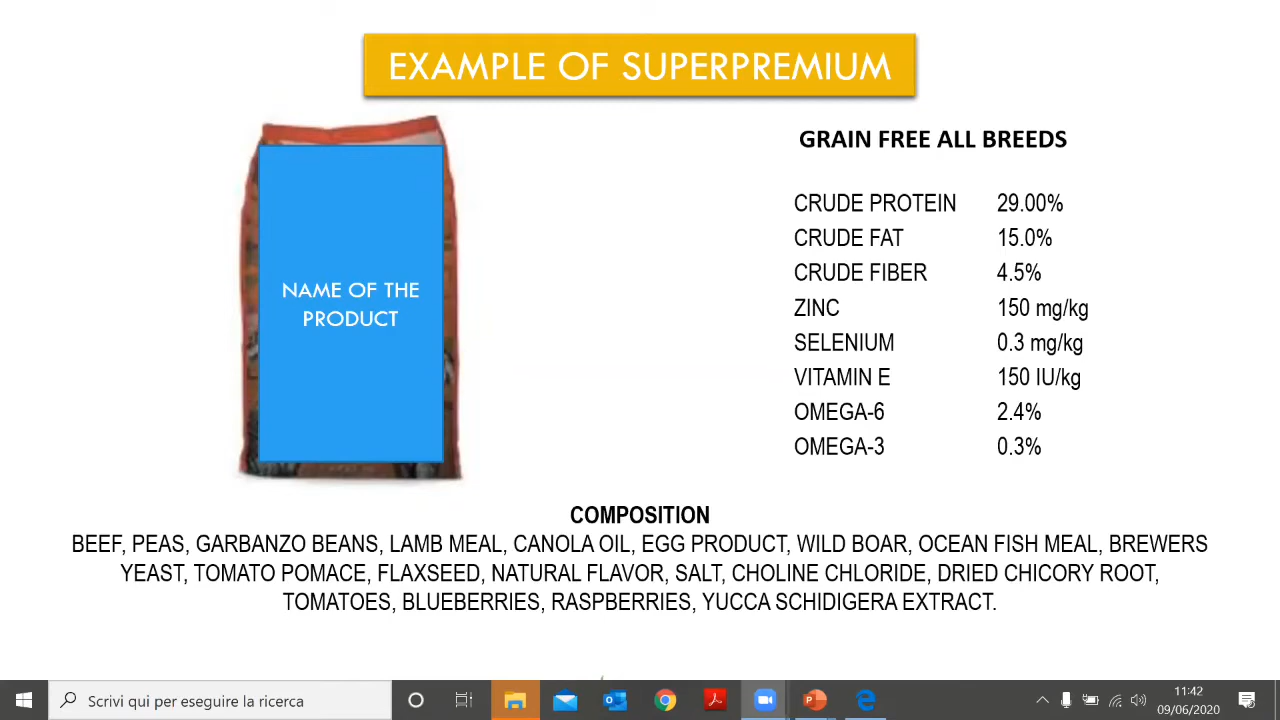 EXAMPLE OF SUPERPREMIUM
NAME OF THE
PRODUCT
GRAIN FREE ALL BREEDS
CRUDE PROTEIN 29.00%
CRUDE FAT 15.0%
CRUDE FIBER 4.5%
ZINC 150 mg/kg
SELENIUM 0.3 mg/kg
VITAMIN E 150 IU/kg
OMEGA-6 2.4%
OMEGA-3 0.3%
COMPOSITION
BEEF, PEAS, GARBANZO BEANS, LAMB MEAL, CANOLA OIL, EGG PRODUCT, WILD BOAR, OCEAN FISH MEAL, BREWERS
YEAST, TOMATO POMACE, FLAXSEED, NATURAL FLAVOR, SALT, CHOLINE CHLORIDE, DRIED CHICORY ROOT,
TOMATOES, BLUEBERRIES, RASPBERRIES, YUCCA SCHIDIGERA EXTRACT.
Scrivi qui per eseguire la ricerca
11:42
09/06/2020